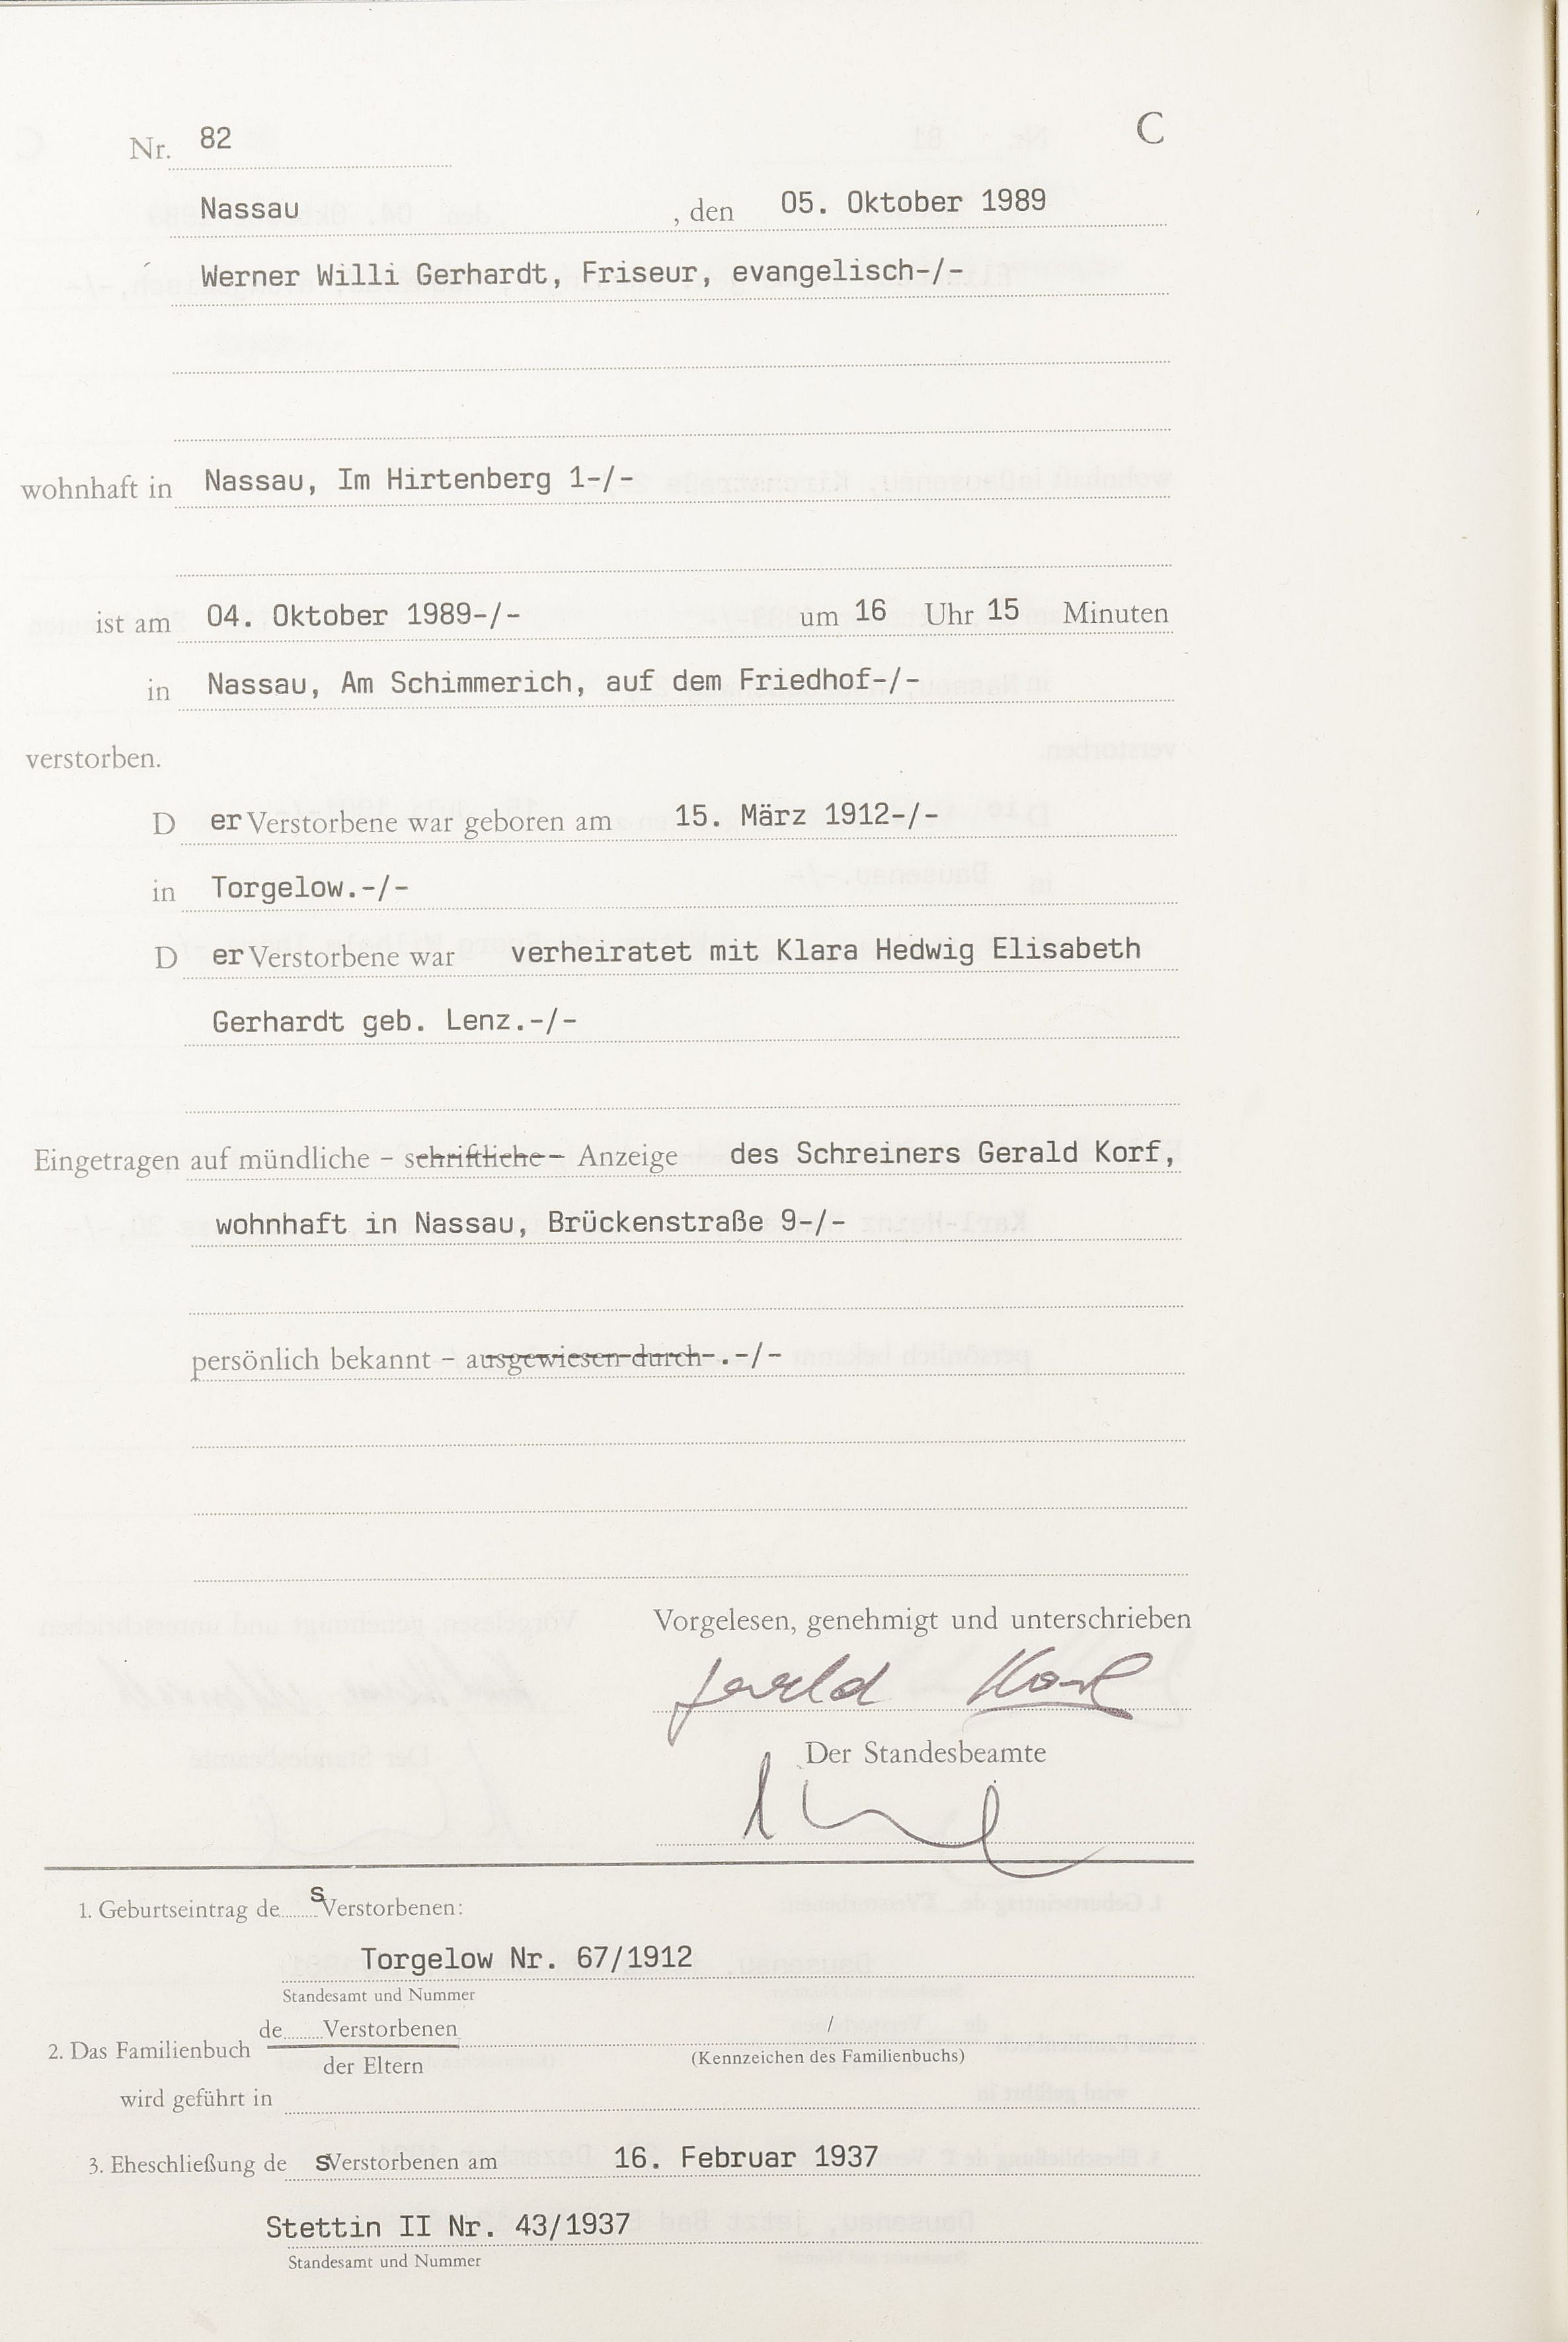 Nr. 82 C
Nassau , den 05. Oktober 1989
Werner Willi Gerhardt, Friseur, evangelisch-/-
wohnhaft in Nassau, Im Hirtenberg 1-/-
ist am 04. Oktober 1989-/- um 16 Uhr 15 Minuten
in Nassau, Am Schimmerich, auf dem Friedhof-/-
verstorben.
D er Verstorbene war geboren am 15. März 1912-/-
in Torgelow.-/-
D er Verstorbene war verheiratet mit Klara Hedwig Elisabeth
Gerhardt geb. Lenz.-/-
Eingetragen auf mündliche – schriftliche – Anzeige des Schreiners Gerald Korf,
wohnhaft in Nassau, Brückenstraße 9-/-
persönlich bekannt – ausgewiesen durch-.-/-
Vorgelesen, genehmigt und unterschrieben
Gerald Korf
Der Standesbeamte
1. Geburtseintrag de s Verstorbenen:
Torgelow Nr. 67/1912
Standesamt und Nummer
de Verstorbenen /
2. Das Familienbuch
der Eltern (Kennzeichen des Familienbuchs)
wird geführt in
3. Eheschließung de s Verstorbenen am 16. Februar 1937
Stettin II Nr. 43/1937
Standesamt und Nummer